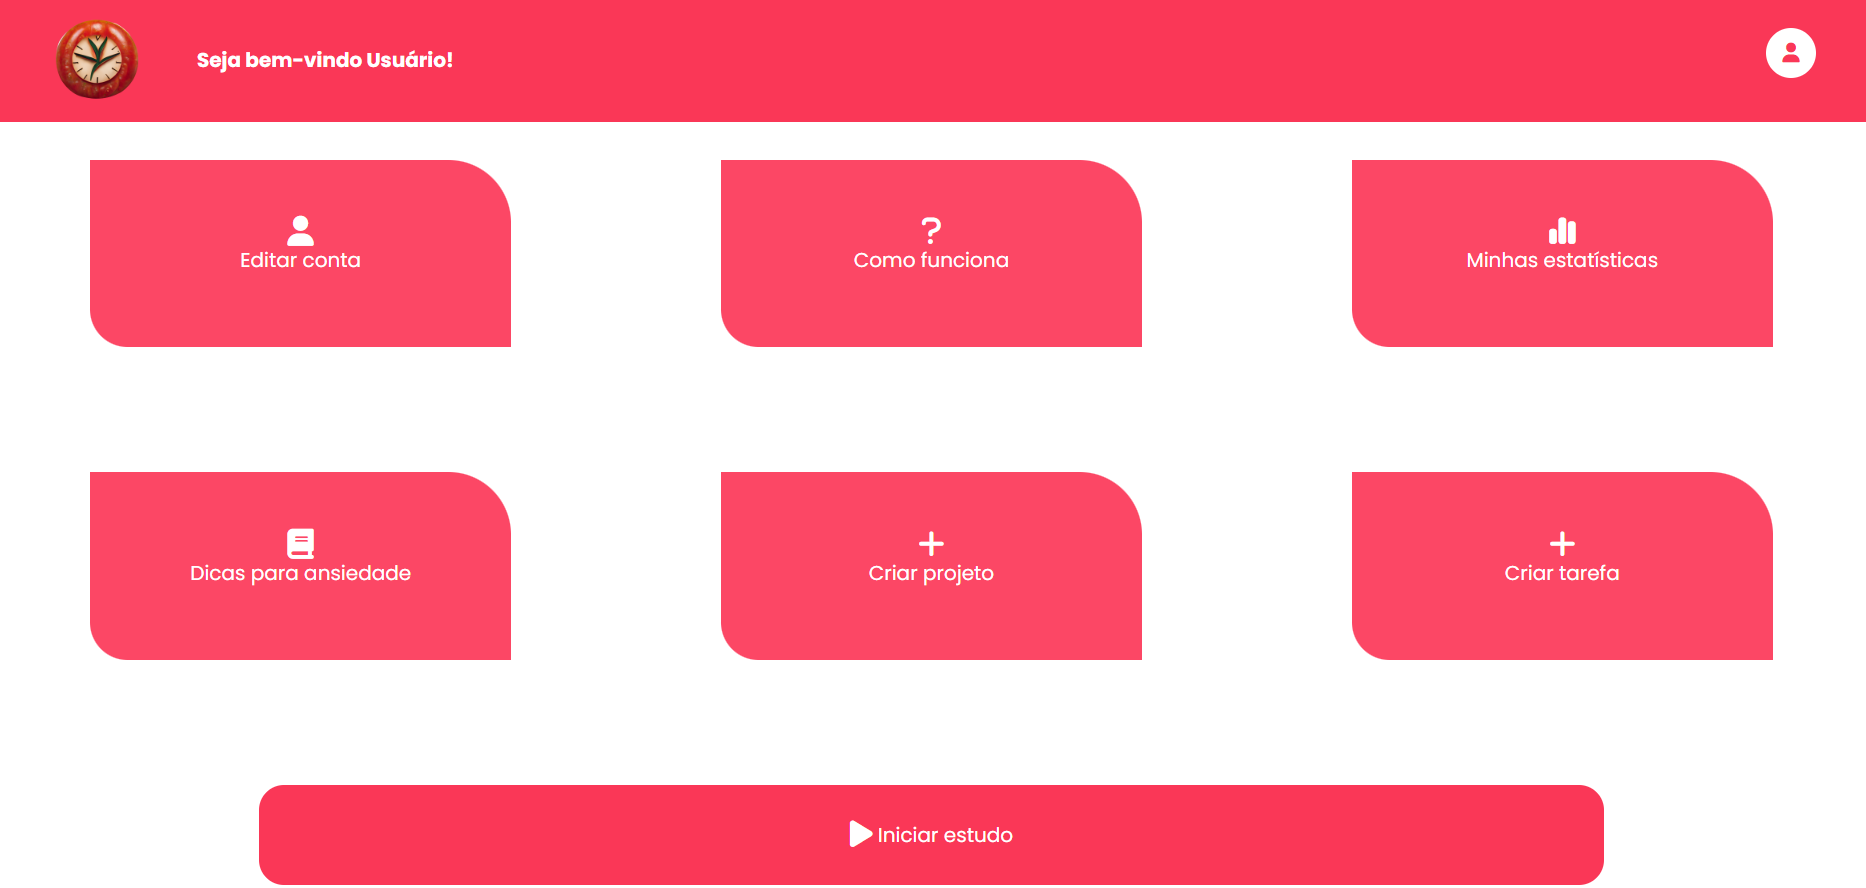 Seja bem-vindo Usuário!
Editar conta
Como funciona
Minhas estatísticas
Dicas para ansiedade
Criar projeto
Criar tarefa
Iniciar estudo